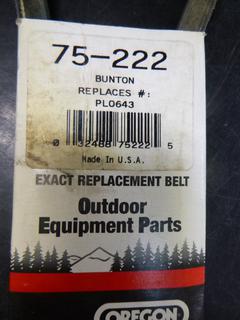 75-222
BUNTON
REPLACES #:
PL0643
0 32488 75222 5
Made In U.S.A.
EXACT REPLACEMENT BELT
Outdoor
Equipment Parts
OREGON